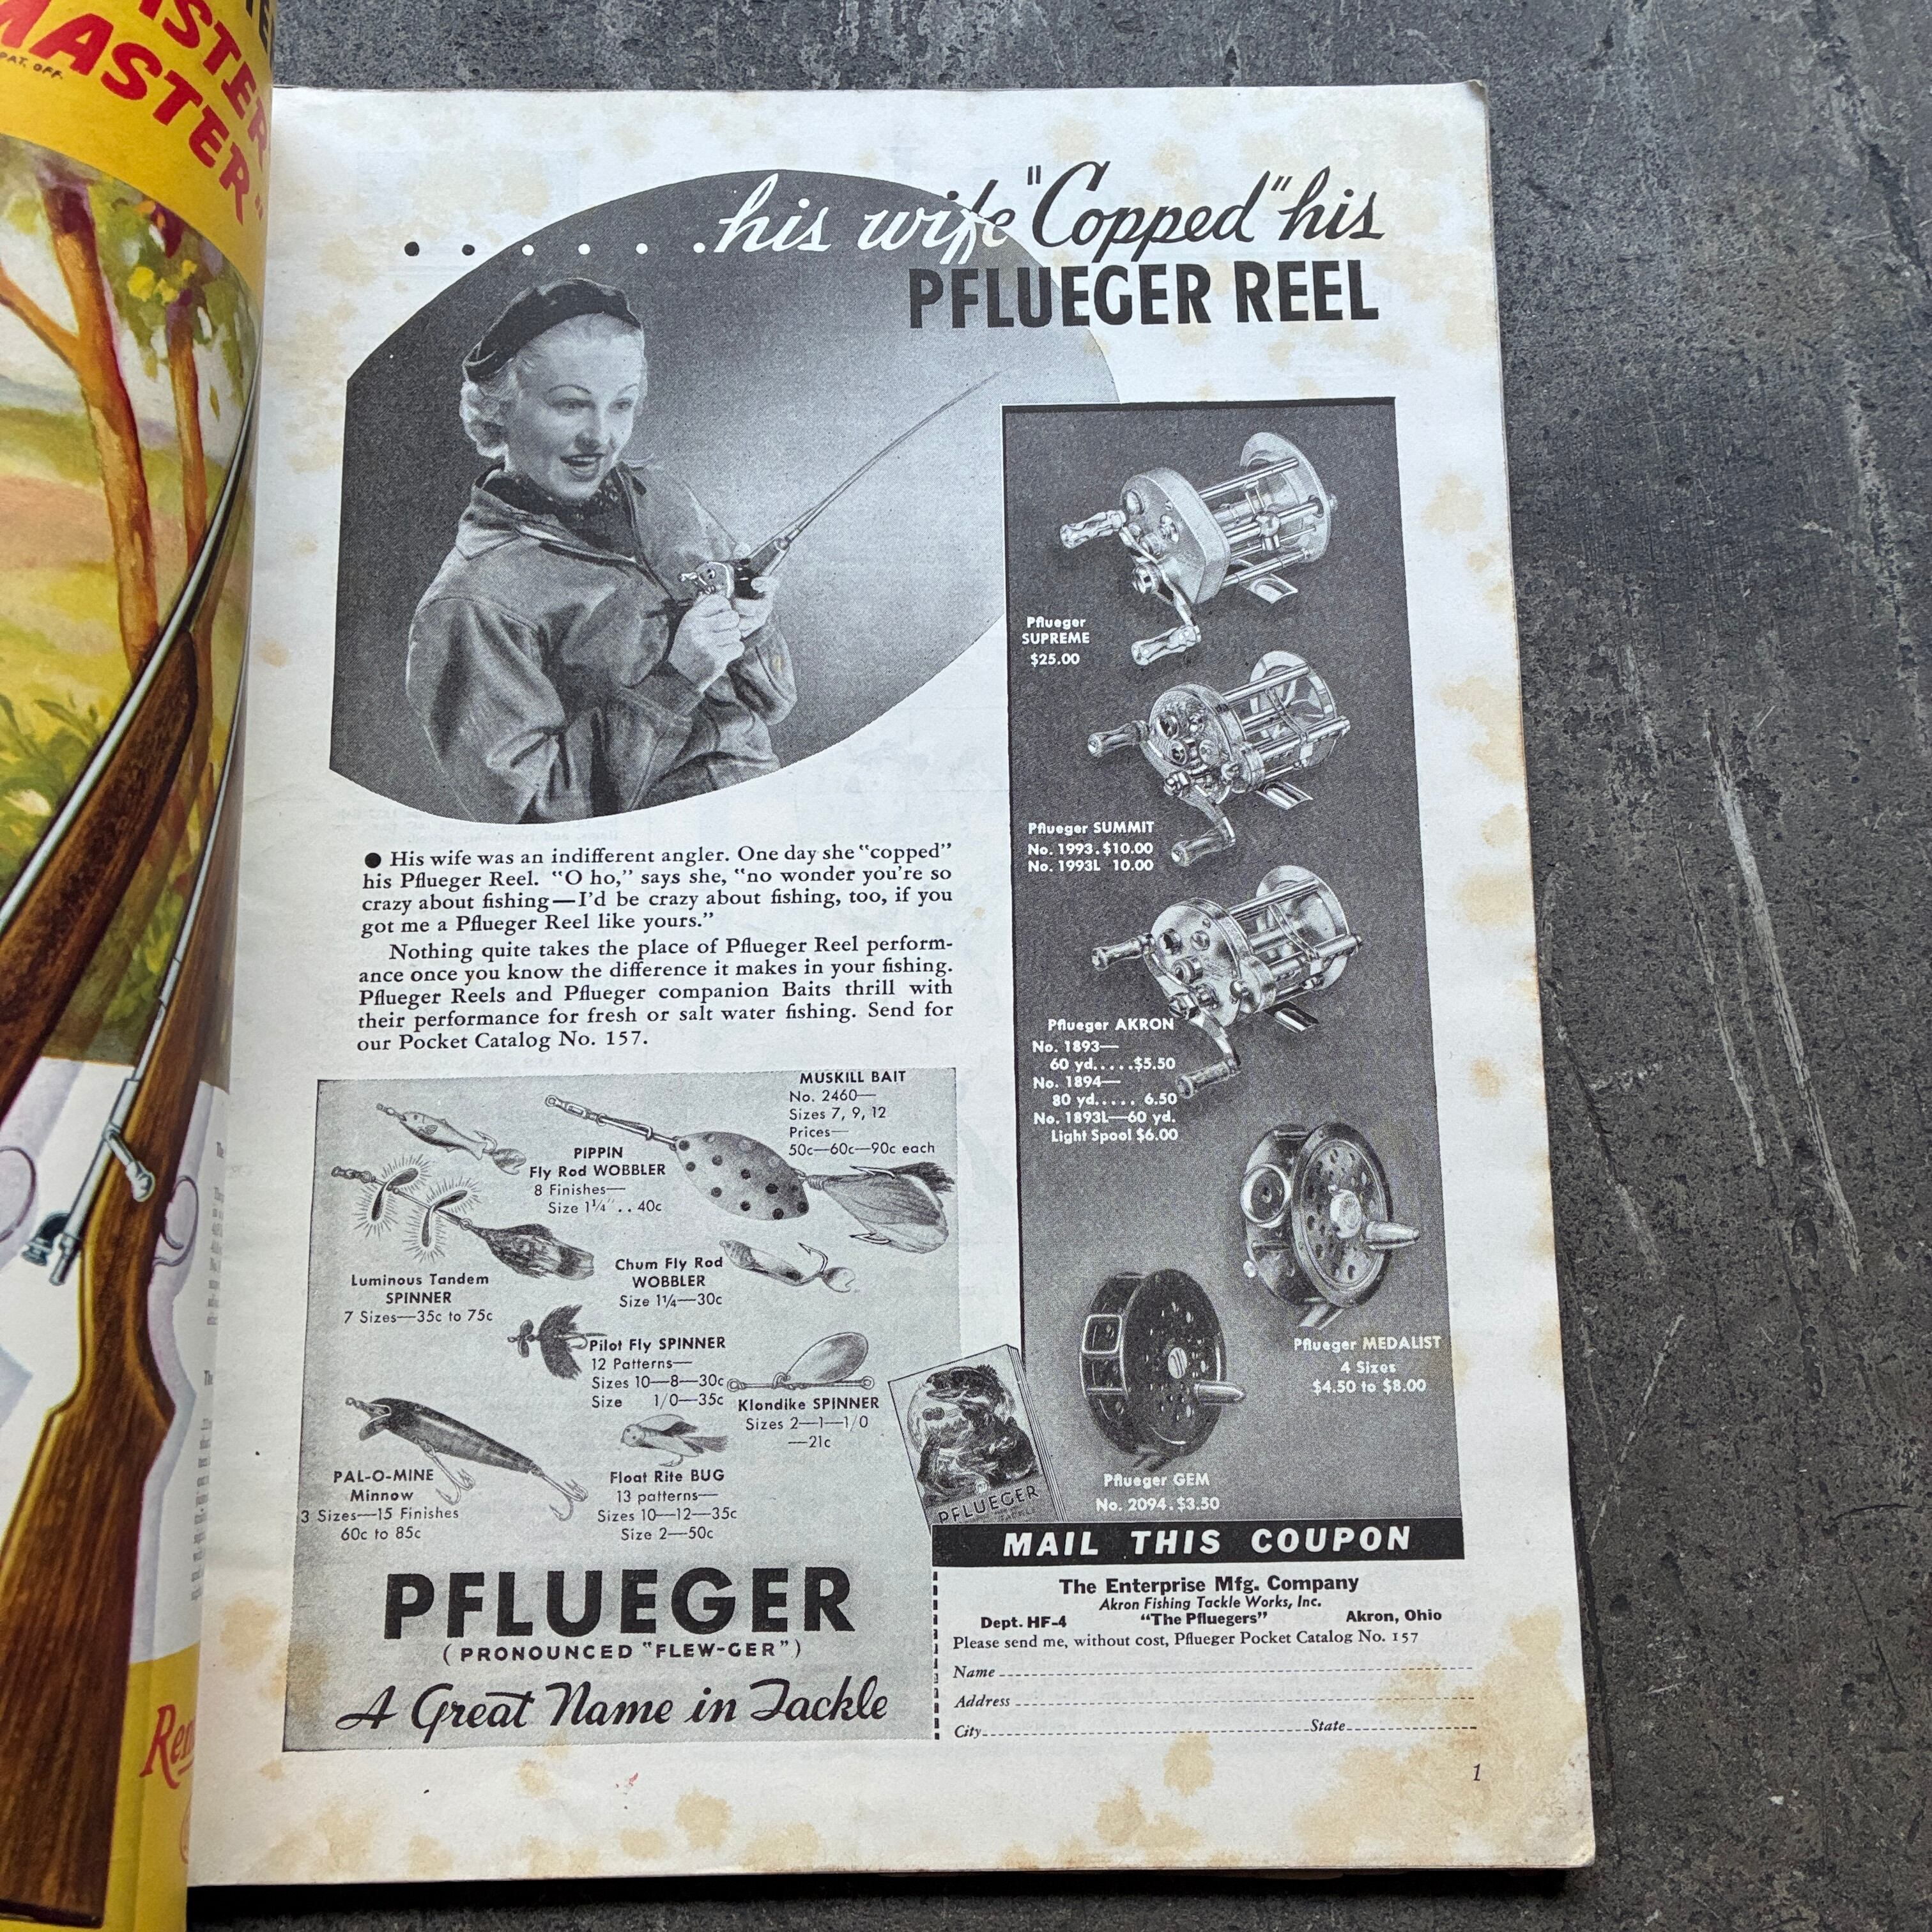 ISTER
MASTER"
PAT. OFF.
. . . . . . . his wife "Copped" his
PFLUEGER REEL
● His wife was an indifferent angler. One day she "copped"
his Pflueger Reel. "O ho," says she, "no wonder you're so
crazy about fishing—I'd be crazy about fishing, too, if you
got me a Pflueger Reel like yours."
Nothing quite takes the place of Pflueger Reel perform-
ance once you know the difference it makes in your fishing.
Pflueger Reels and Pflueger companion Baits thrill with
their performance for fresh or salt water fishing. Send for
our Pocket Catalog No. 157.
Pflueger
SUPREME
$25.00
Pflueger SUMMIT
No. 1993.$10.00
No. 1993L 10.00
Pflueger AKRON
No. 1893—
60 yd.....$5.50
No. 1894—
80 yd..... 6.50
No. 1893L—60 yd.
Light Spool $6.00
Pflueger MEDALIST
4 Sizes
$4.50 to $8.00
Pflueger GEM
No. 2094.$3.50
MUSKILL BAIT
No. 2460—
Sizes 7, 9, 12
Prices—
50c—60c—90c each
PIPPIN
Fly Rod WOBBLER
8 Finishes—
Size 1¼" . . 40c
Luminous Tandem
SPINNER
7 Sizes—35c to 75c
Chum Fly Rod
WOBBLER
Size 1¼—30c
Pilot Fly SPINNER
12 Patterns—
Sizes 10—8—30c
Size 1/0—35c
Klondike SPINNER
Sizes 2—1—1/0
—21c
PAL-O-MINE
Minnow
3 Sizes—15 Finishes
60c to 85c
Float Rite BUG
13 patterns—
Sizes 10—12—35c
Size 2—50c
PFLUEGER
PFLUEGER
(PRONOUNCED "FLEW-GER")
A Great Name in Tackle
MAIL THIS COUPON
The Enterprise Mfg. Company
Akron Fishing Tackle Works, Inc.
Dept. HF-4 "The Pfluegers" Akron, Ohio
Please send me, without cost, Pflueger Pocket Catalog No. 157
Name
Address
City State
1
Rem